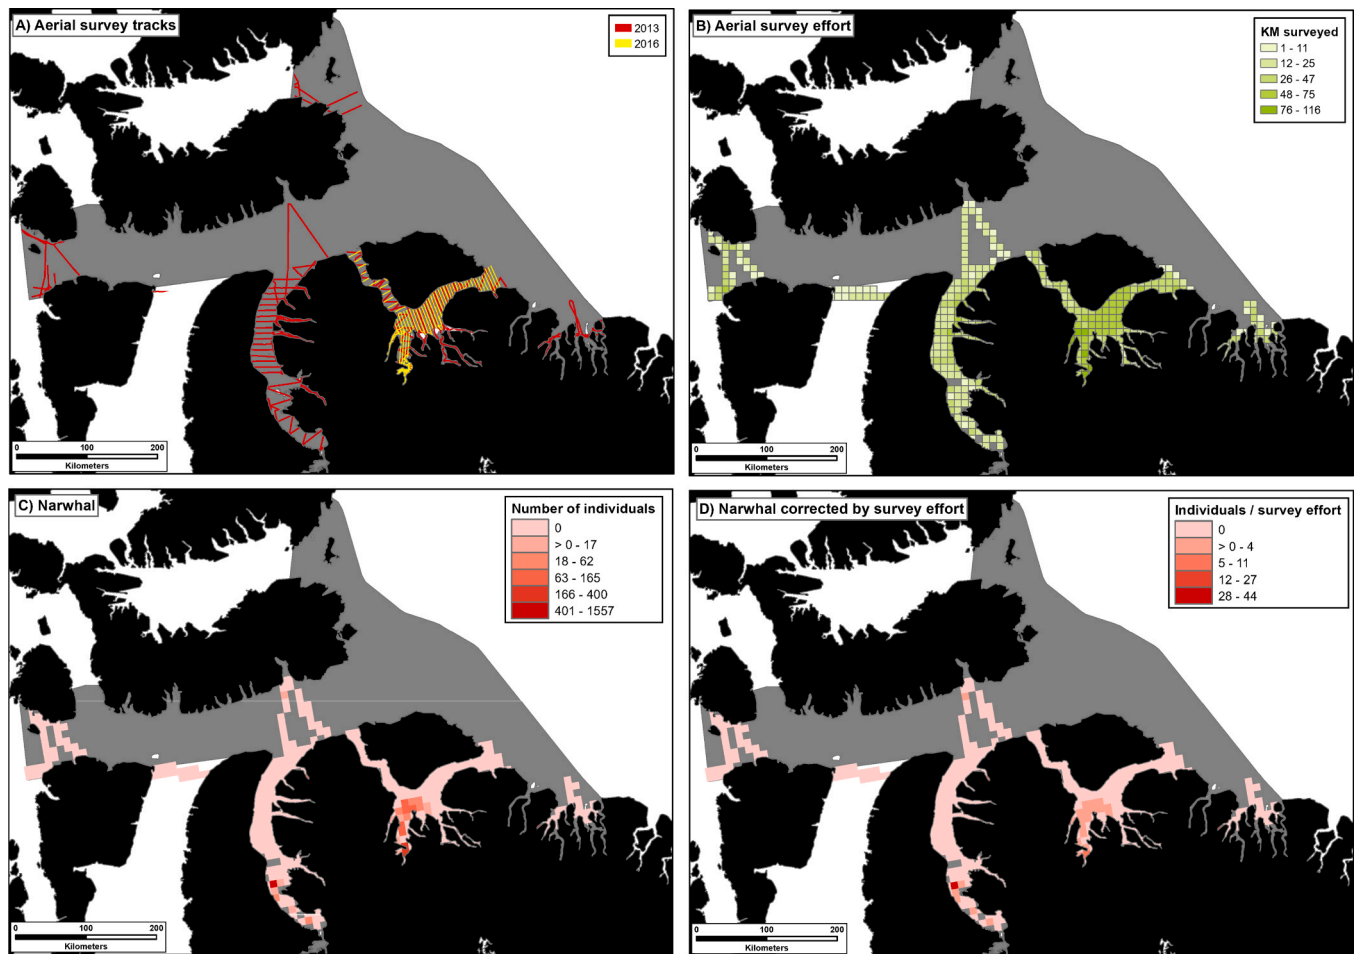 A) Aerial survey tracks
2013
2016
0 100 200
Kilometers
B) Aerial survey effort
KM surveyed
1 - 11
12 - 25
26 - 47
48 - 75
76 - 116
0 100 200
Kilometers
C) Narwhal
Number of individuals
0
> 0 - 17
18 - 62
63 - 165
166 - 400
401 - 1557
0 100 200
Kilometers
D) Narwhal corrected by survey effort
Individuals / survey effort
0
> 0 - 4
5 - 11
12 - 27
28 - 44
0 100 200
Kilometers